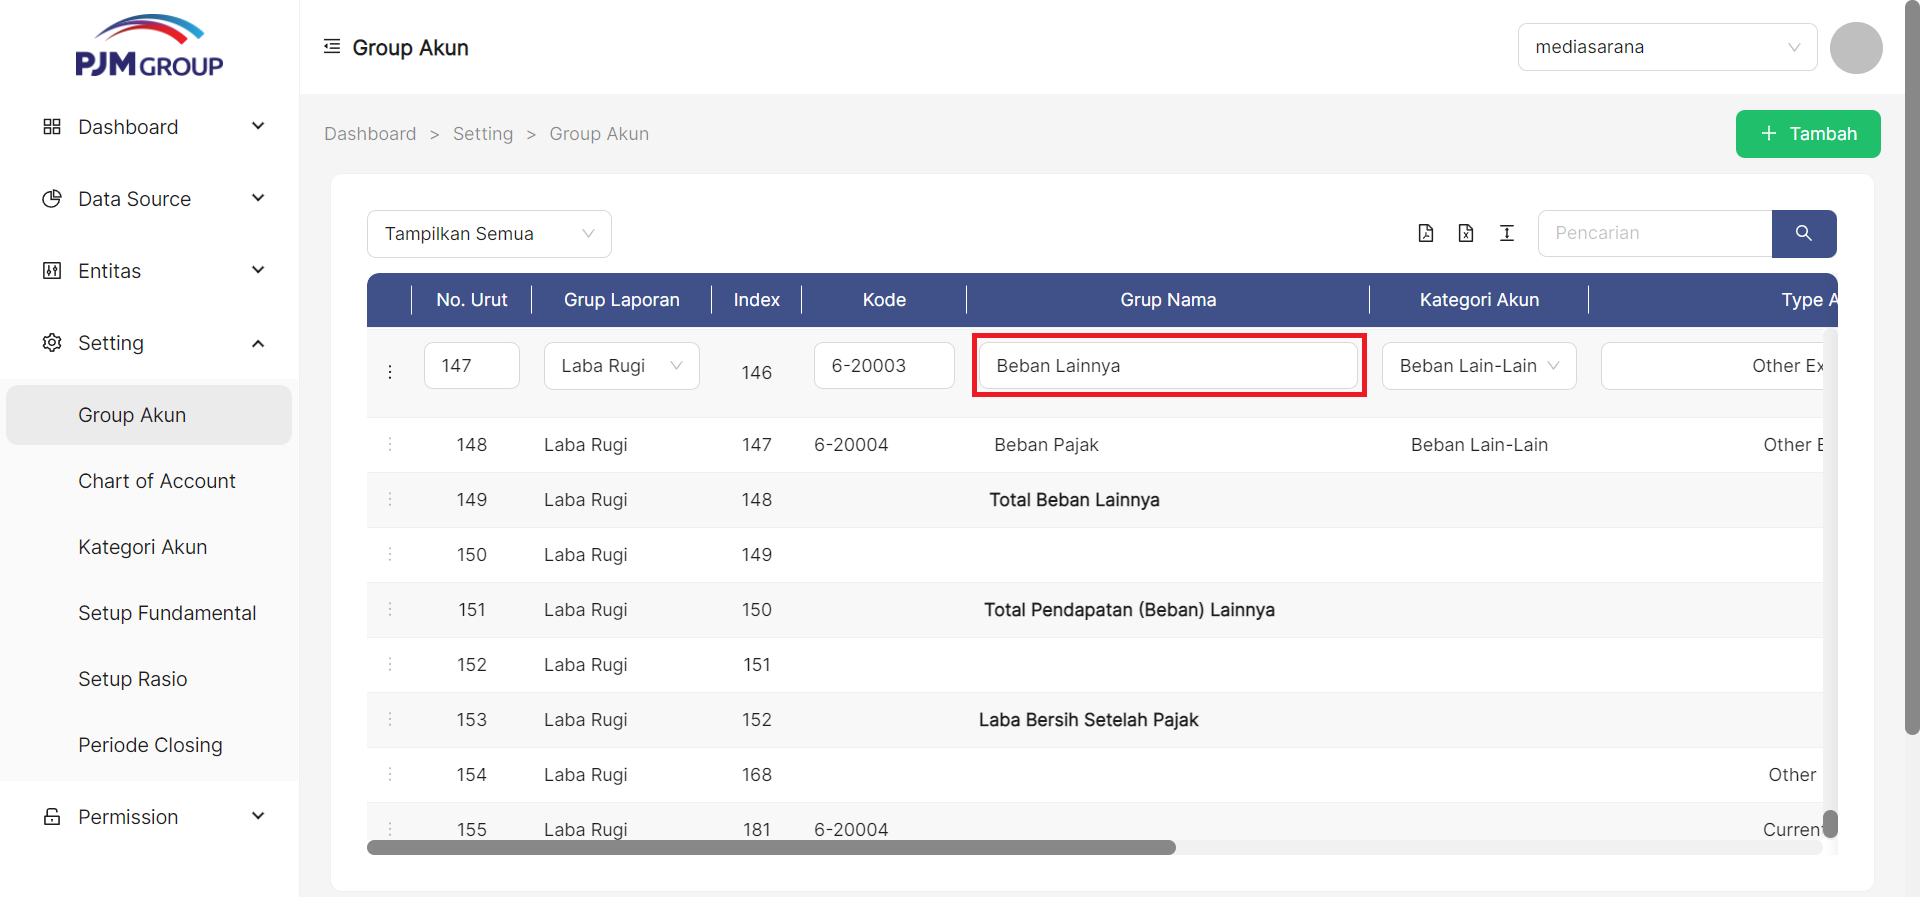 PJM GROUP
Group Akun
mediasarana
Dashboard
Data Source
Entitas
Setting
Group Akun
Chart of Account
Kategori Akun
Setup Fundamental
Setup Rasio
Periode Closing
Permission
Dashboard > Setting > Group Akun
+ Tambah
Tampilkan Semua
Pencarian
No. Urut Grup Laporan Index Kode Grup Nama Kategori Akun Type A
147 Laba Rugi 146 6-20003 Beban Lainnya Beban Lain-Lain Other Ex
148 Laba Rugi 147 6-20004 Beban Pajak Beban Lain-Lain Other E
149 Laba Rugi 148 Total Beban Lainnya
150 Laba Rugi 149
151 Laba Rugi 150 Total Pendapatan (Beban) Lainnya
152 Laba Rugi 151
153 Laba Rugi 152 Laba Bersih Setelah Pajak
154 Laba Rugi 168 Other
155 Laba Rugi 181 6-20004 Current